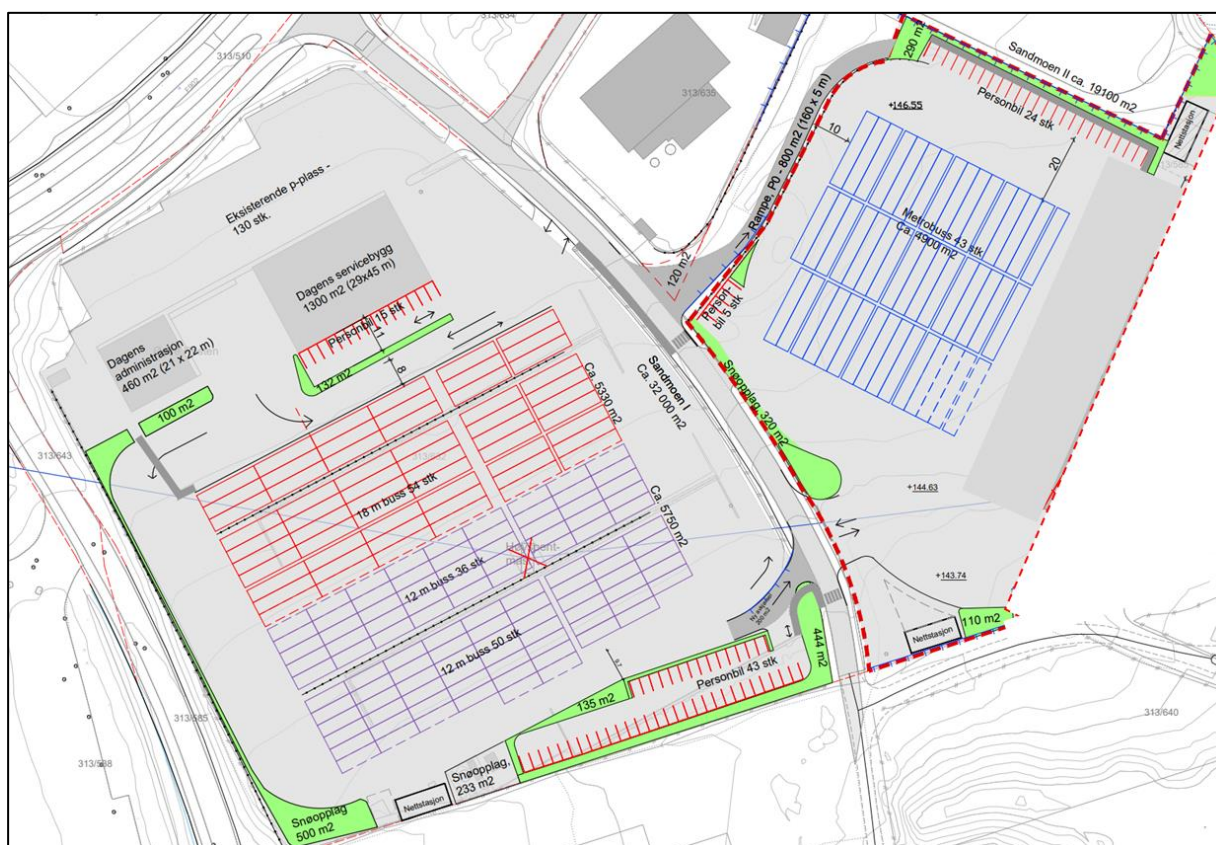 313/634
313/510
290 m2
Sandmoen II ca. 19100 m2
313/635
Personbil 24 stk
Nettstasjon
+146.55
10
20
Rampe, P0 - 800 m2 (160 x 5 m)
Metrobuss 43 stk
Ca. 4900 m2
Eksisterende p-plass -
130 stk.
120 m2
Dagens servicebygg
1300 m2 (29x45 m)
Person-
bil 5 stk
Personbil 15 stk
11
8
132 m2
Dagens
administrasjon
460 m2 (21 x 22 m)
100 m2
Sandmoen I
Ca. 32 000 m2
Ca. 5330 m2
Snøopplag, 320 m2
313/643
18 m buss 54 stk
+144.63
Ca. 5750 m2
12 m buss 36 stk
+143.74
12 m buss 50 stk
110 m2
Nettstasjon
444 m2
Personbil 43 stk
135 m2
313/585
313/640
313/588
Snøopplag,
233 m2
Nettstasjon
Snøopplag
500 m2